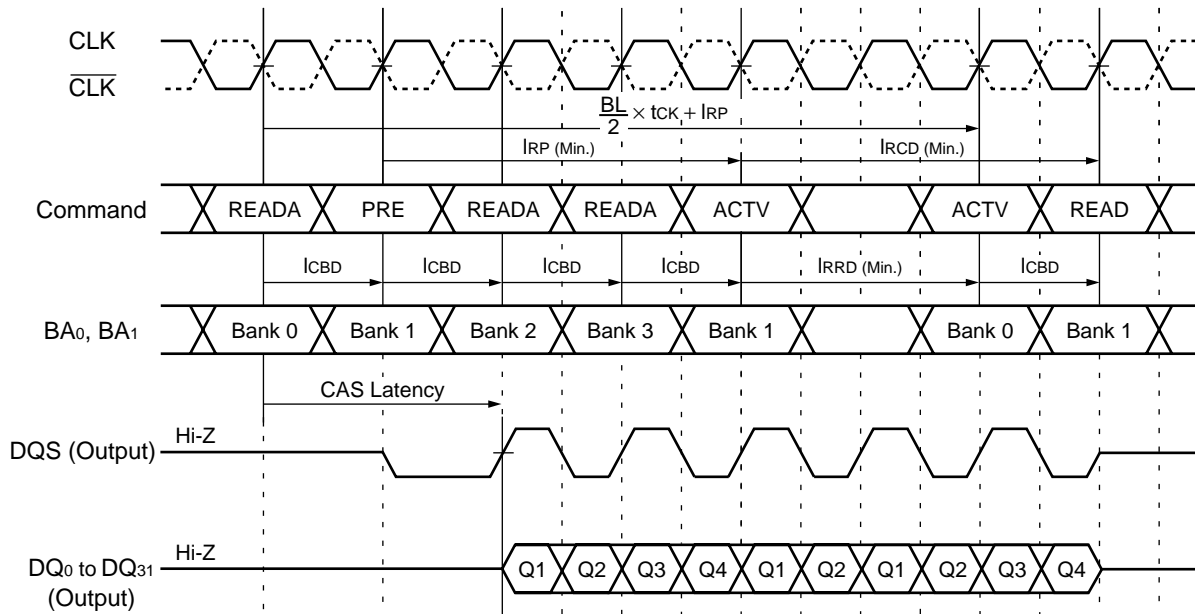 CLK
CLK
BL/2 × tCK + lRP
lRP (Min.) lRCD (Min.)
Command READA PRE READA READA ACTV ACTV READ
lCBD lCBD lCBD lCBD lRRD (Min.) lCBD
BA0, BA1 Bank 0 Bank 1 Bank 2 Bank 3 Bank 1 Bank 0 Bank 1
CAS Latency
Hi-Z
DQS (Output)
Hi-Z
DQ0 to DQ31 Q1 Q2 Q3 Q4 Q1 Q2 Q1 Q2 Q3 Q4
(Output)